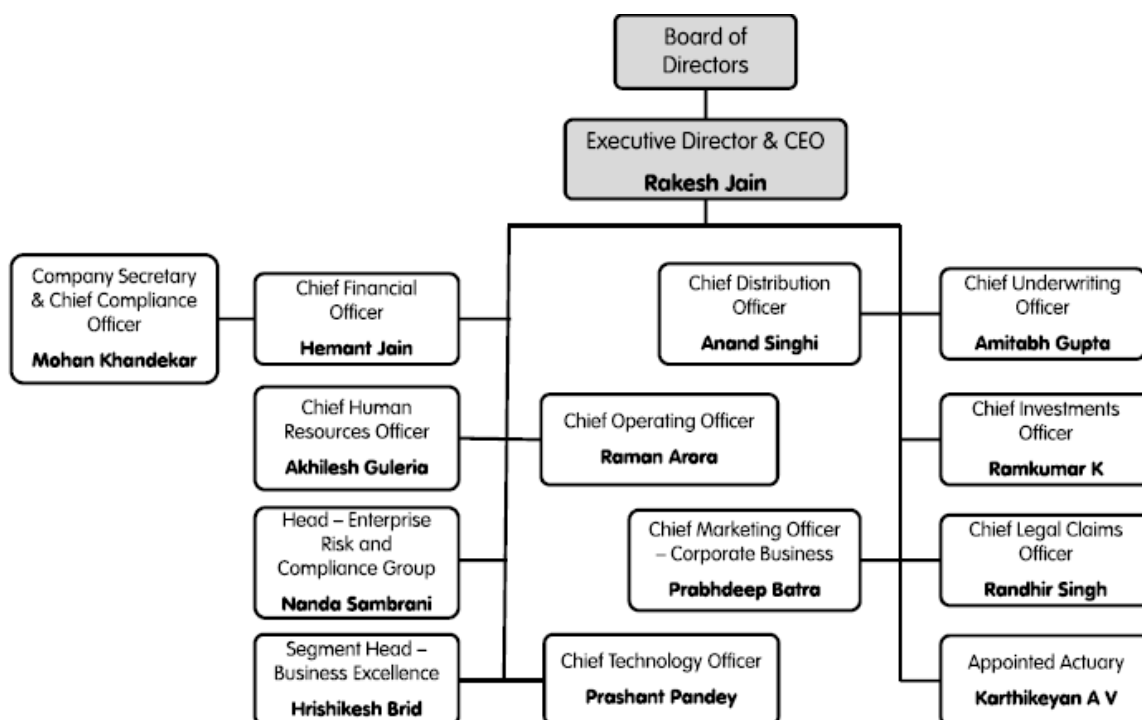 Board of
Directors
Executive Director & CEO
Rakesh Jain
Company Secretary
& Chief Compliance
Officer
Mohan Khandekar
Chief Financial
Officer
Hemant Jain
Chief Distribution
Officer
Anand Singhi
Chief Underwriting
Officer
Amitabh Gupta
Chief Human
Resources Officer
Akhilesh Guleria
Chief Operating Officer
Raman Arora
Chief Investments
Officer
Ramkumar K
Head – Enterprise
Risk and
Compliance Group
Nanda Sambrani
Chief Marketing Officer
– Corporate Business
Prabhdeep Batra
Chief Legal Claims
Officer
Randhir Singh
Segment Head –
Business Excellence
Hrishikesh Brid
Chief Technology Officer
Prashant Pandey
Appointed Actuary
Karthikeyan A V